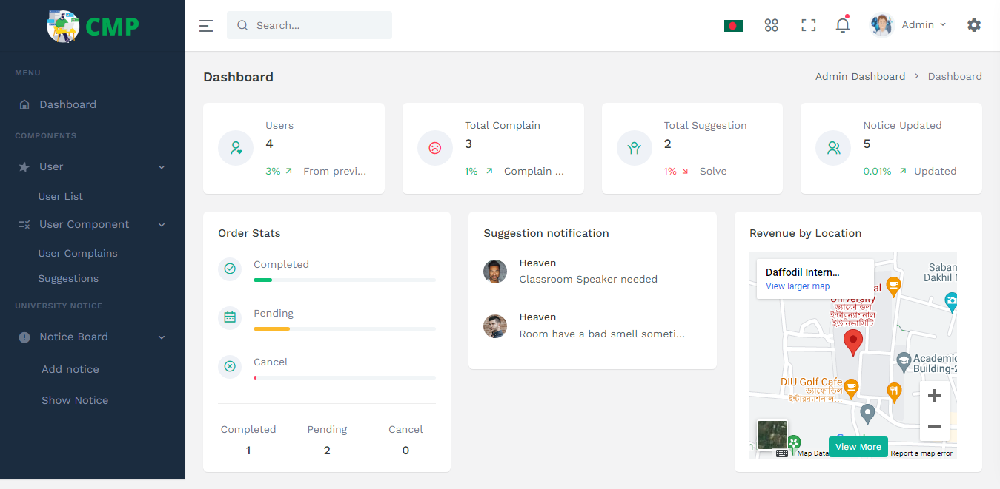 CMP
Search...
Admin
MENU
Dashboard
COMPONENTS
User
User List
User Component
User Complains
Suggestions
UNIVERSITY NOTICE
Notice Board
Add notice
Show Notice
Dashboard
Admin Dashboard > Dashboard
Users
4
3% From previ...
Total Complain
3
1% Complain ...
Total Suggestion
2
1% Solve
Notice Updated
5
0.01% Updated
Order Stats
Completed
Pending
Cancel
Completed Pending Cancel
1 2 0
Suggestion notification
Heaven
Classroom Speaker needed
Heaven
Room have a bad smell someti...
Revenue by Location
Daffodil Intern...
View larger map
Saban
Dakhil
al
University
ড্যাফোডিল
ইন্টারন্যাশনাল
ইউনিভার্সিটি
Academic
Building-2
DIU Golf Cafe
ড্যাফোডিল
ইন্টারন্যাশনাল...
+
−
View More
Map Data
Report a map error